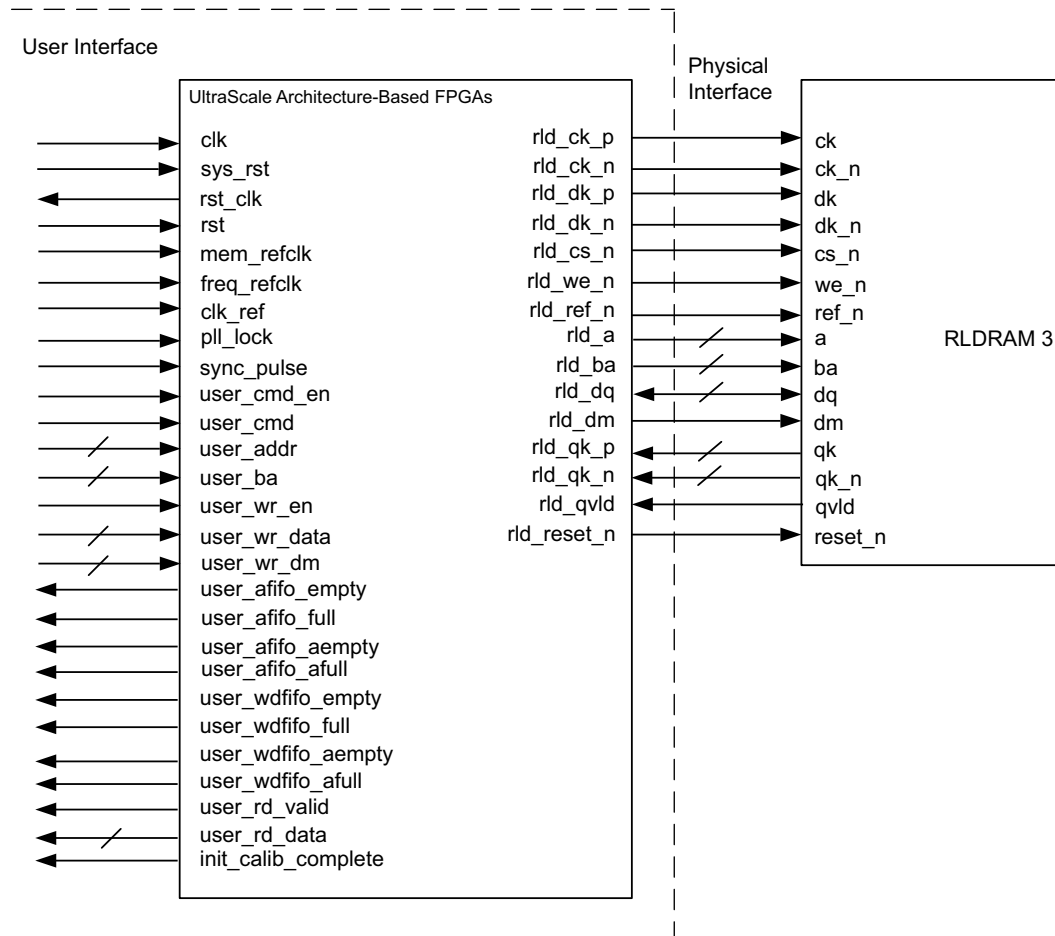 User Interface
Physical
Interface
UltraScale Architecture-Based FPGAs
clk
sys_rst
rst_clk
rst
mem_refclk
freq_refclk
clk_ref
pll_lock
sync_pulse
user_cmd_en
user_cmd
user_addr
user_ba
user_wr_en
user_wr_data
user_wr_dm
user_afifo_empty
user_afifo_full
user_afifo_aempty
user_afifo_afull
user_wdfifo_empty
user_wdfifo_full
user_wdfifo_aempty
user_wdfifo_afull
user_rd_valid
user_rd_data
init_calib_complete
rld_ck_p
rld_ck_n
rld_dk_p
rld_dk_n
rld_cs_n
rld_we_n
rld_ref_n
rld_a
rld_ba
rld_dq
rld_dm
rld_qk_p
rld_qk_n
rld_qvld
rld_reset_n
ck
ck_n
dk
dk_n
cs_n
we_n
ref_n
a
ba
dq
dm
qk
qk_n
qvld
reset_n
RLDRAM 3